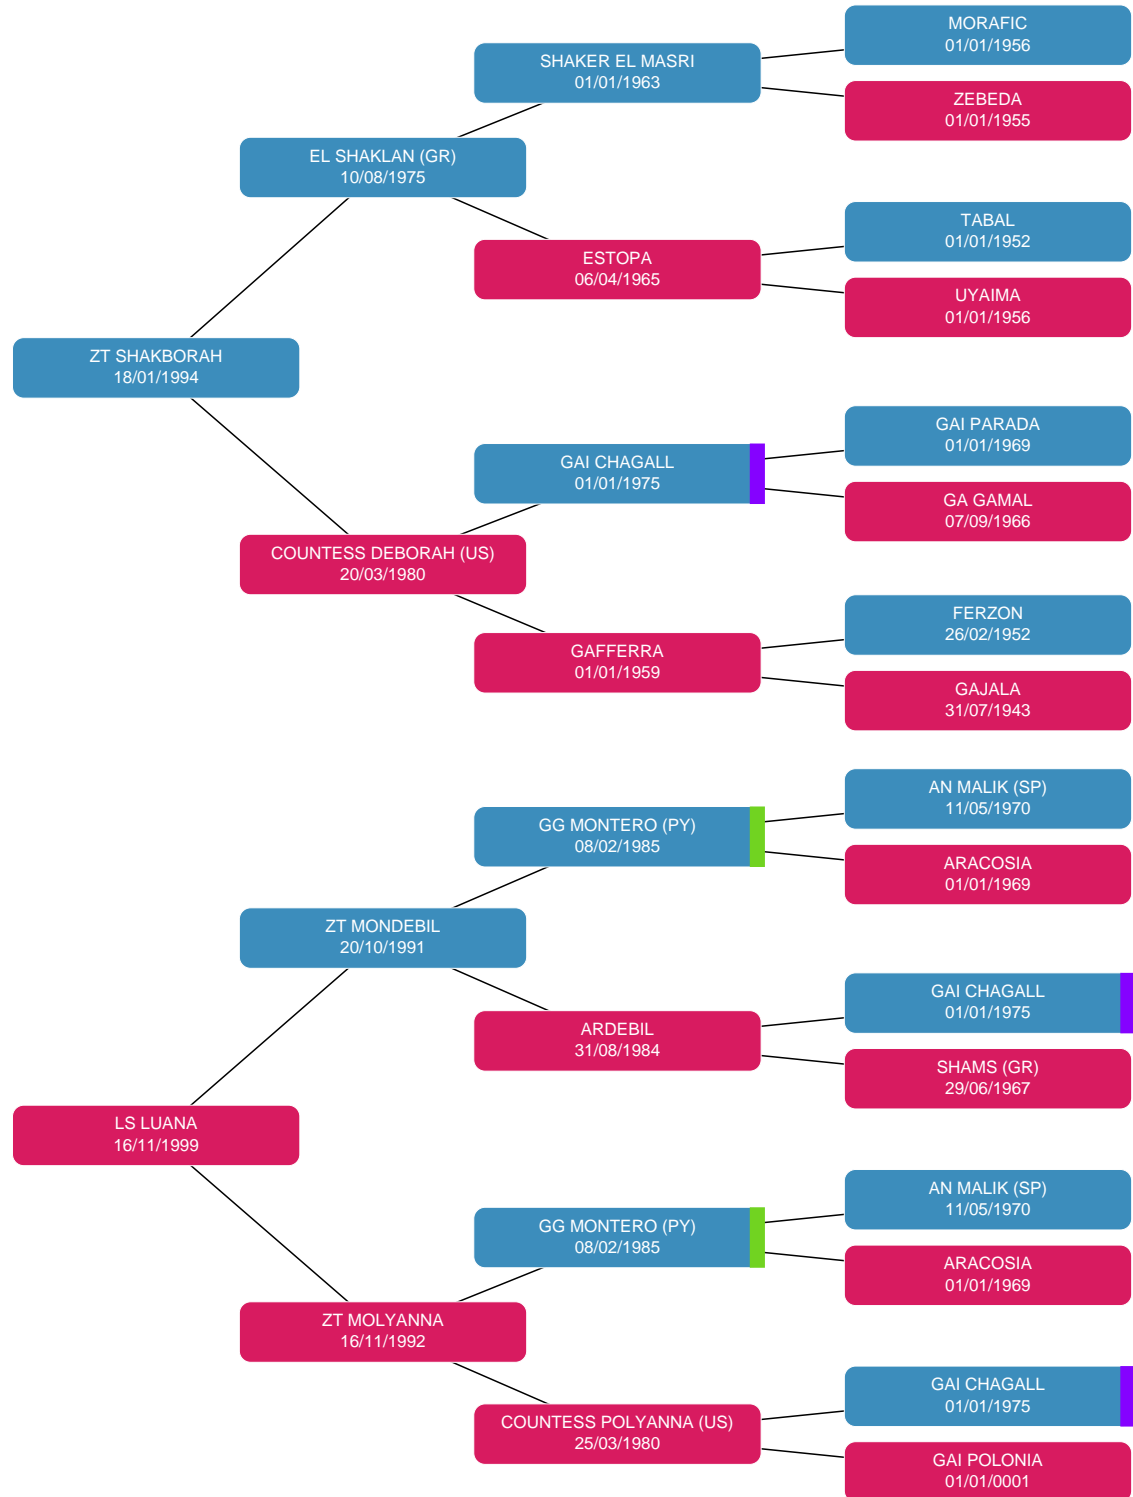 MORAFIC
01/01/1956
SHAKER EL MASRI
01/01/1963
ZEBEDA
01/01/1955
EL SHAKLAN (GR)
10/08/1975
TABAL
01/01/1952
ESTOPA
06/04/1965
UYAIMA
01/01/1956
ZT SHAKBORAH
18/01/1994
GAI PARADA
01/01/1969
GAI CHAGALL
01/01/1975
GA GAMAL
07/09/1966
COUNTESS DEBORAH (US)
20/03/1980
FERZON
26/02/1952
GAFFERRA
01/01/1959
GAJALA
31/07/1943
AN MALIK (SP)
11/05/1970
GG MONTERO (PY)
08/02/1985
ARACOSIA
01/01/1969
ZT MONDEBIL
20/10/1991
GAI CHAGALL
01/01/1975
ARDEBIL
31/08/1984
SHAMS (GR)
29/06/1967
LS LUANA
16/11/1999
AN MALIK (SP)
11/05/1970
GG MONTERO (PY)
08/02/1985
ARACOSIA
01/01/1969
ZT MOLYANNA
16/11/1992
GAI CHAGALL
01/01/1975
COUNTESS POLYANNA (US)
25/03/1980
GAI POLONIA
01/01/0001